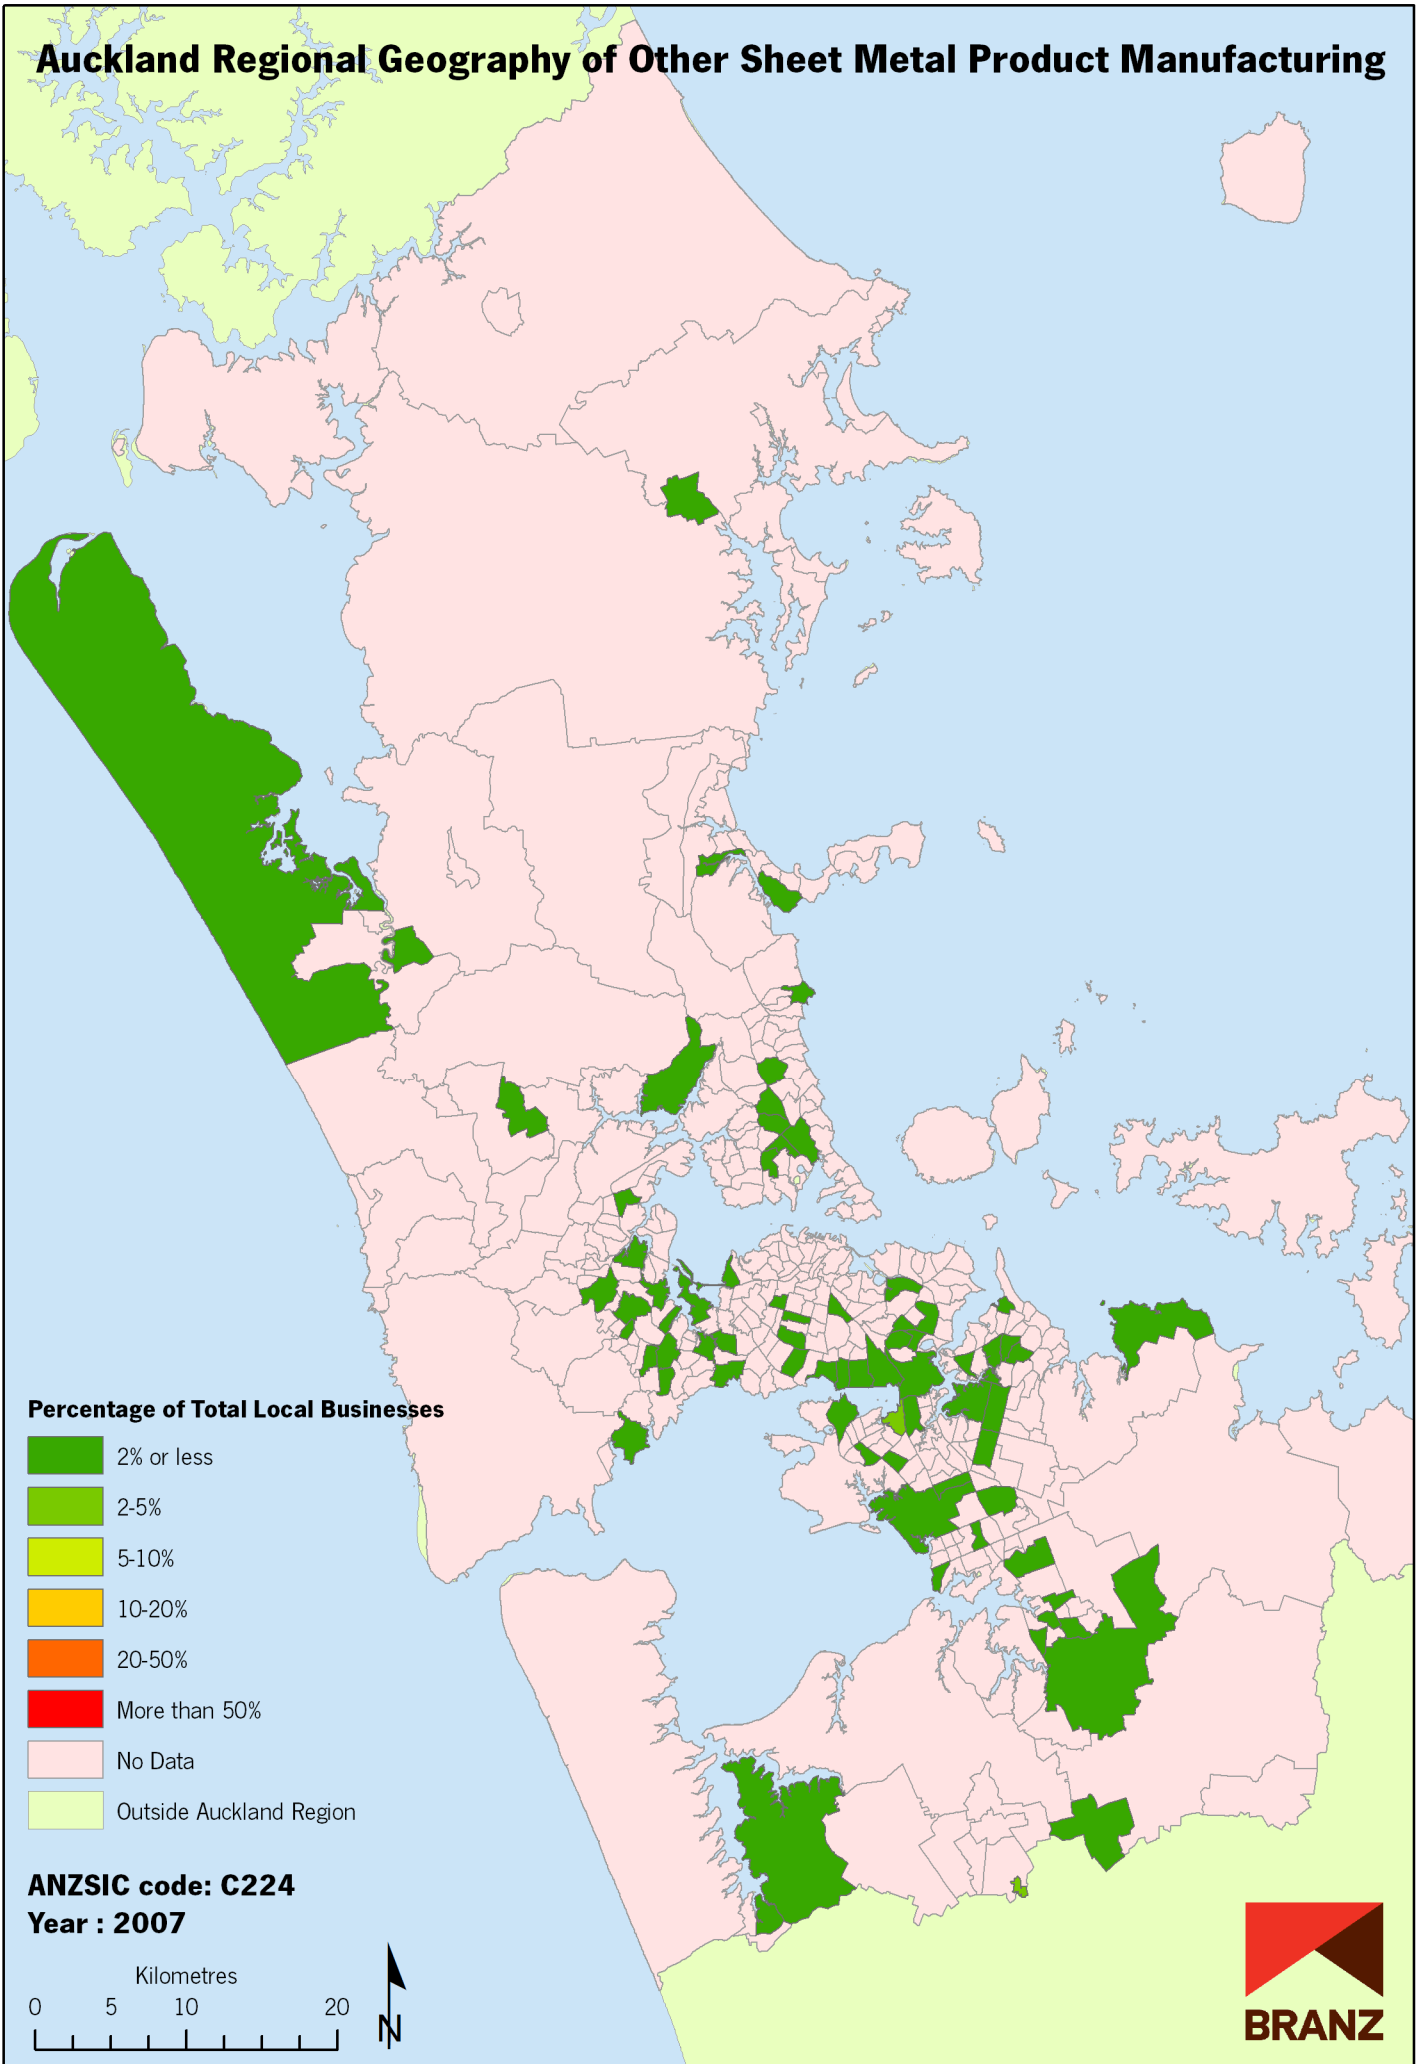 Auckland Regional Geography of Other Sheet Metal Product Manufacturing
Percentage of Total Local Businesses
2% or less
2-5%
5-10%
10-20%
20-50%
More than 50%
No Data
Outside Auckland Region
ANZSIC code: C224
Year : 2007
Kilometres
0 5 10 20
N
BRANZ